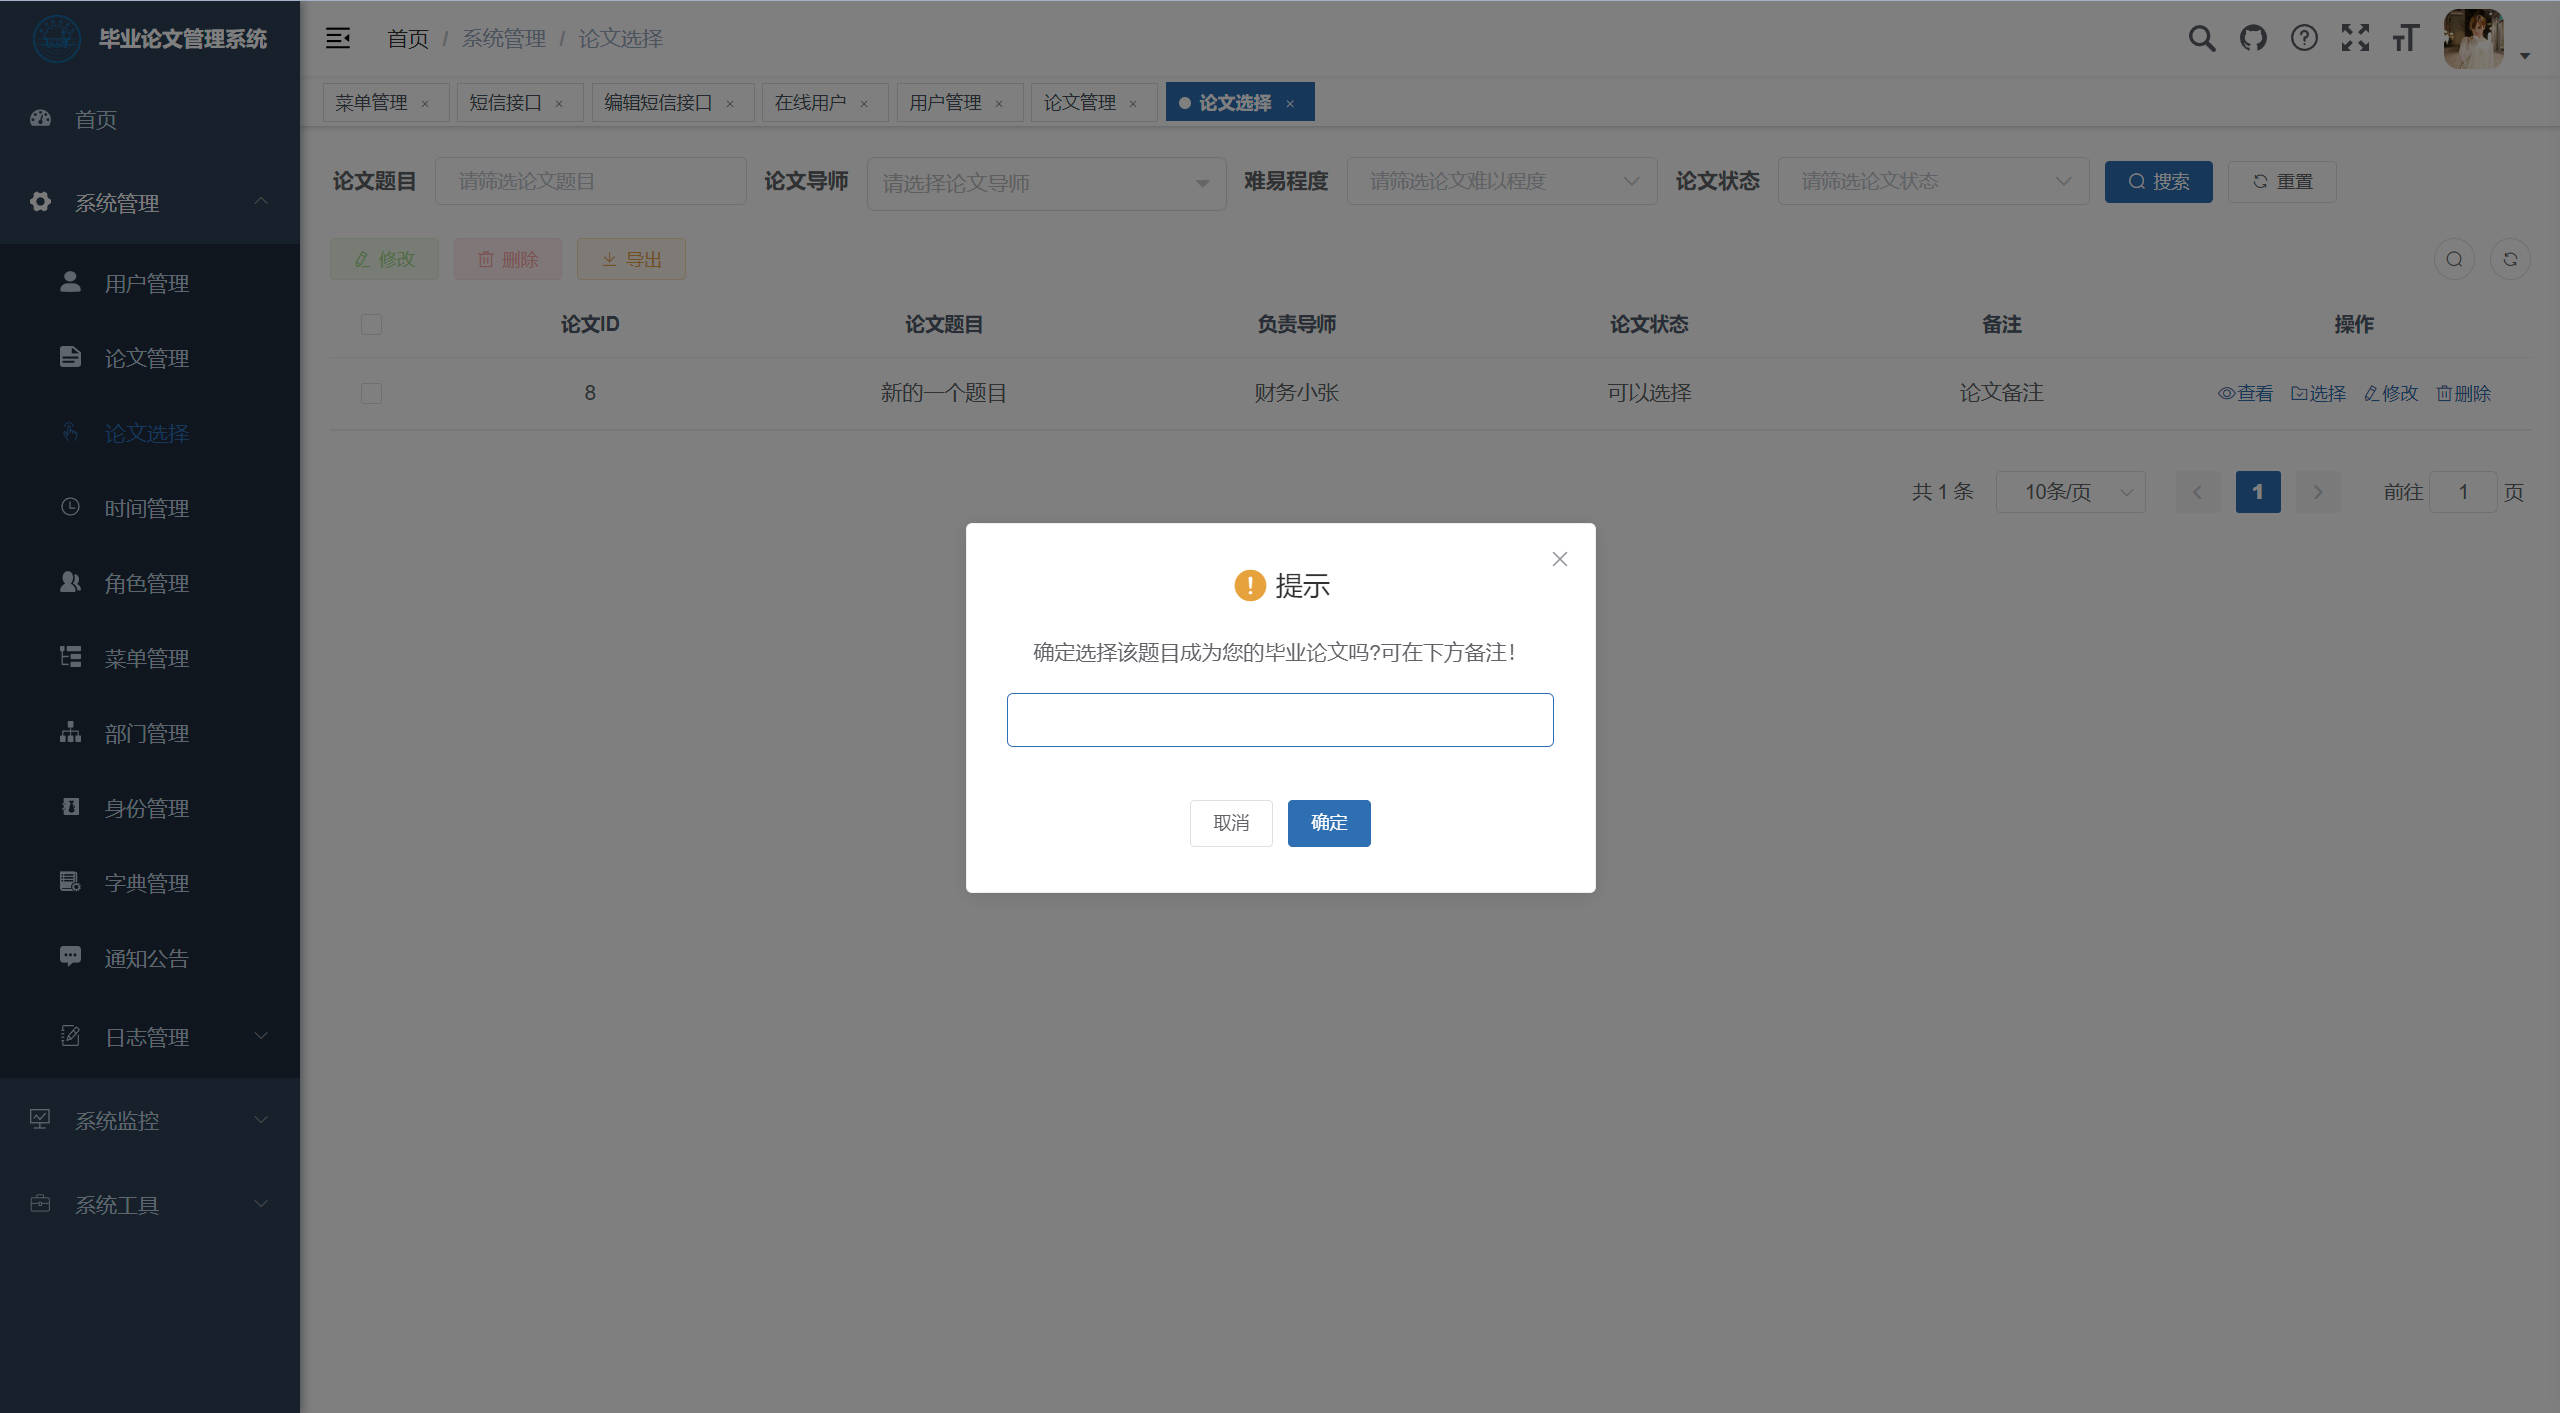 毕业论文管理系统
首页 / 系统管理 / 论文选择
菜单管理 × 短信接口 × 编辑短信接口 × 在线用户 × 用户管理 × 论文管理 × 论文选择 ×
首页
系统管理
用户管理
论文管理
论文选择
时间管理
角色管理
菜单管理
部门管理
身份管理
字典管理
通知公告
日志管理
系统监控
系统工具
论文题目 请筛选论文题目 论文导师 请选择论文导师 难易程度 请筛选论文难以程度 论文状态 请筛选论文状态 搜索 重置
修改 删除 导出
论文ID 论文题目 负责导师 论文状态 备注 操作
8 新的一个题目 财务小张 可以选择 论文备注 查看 选择 修改 删除
共 1 条 10条/页 1 前往 1 页
提示
确定选择该题目成为您的毕业论文吗?可在下方备注!
取消 确定